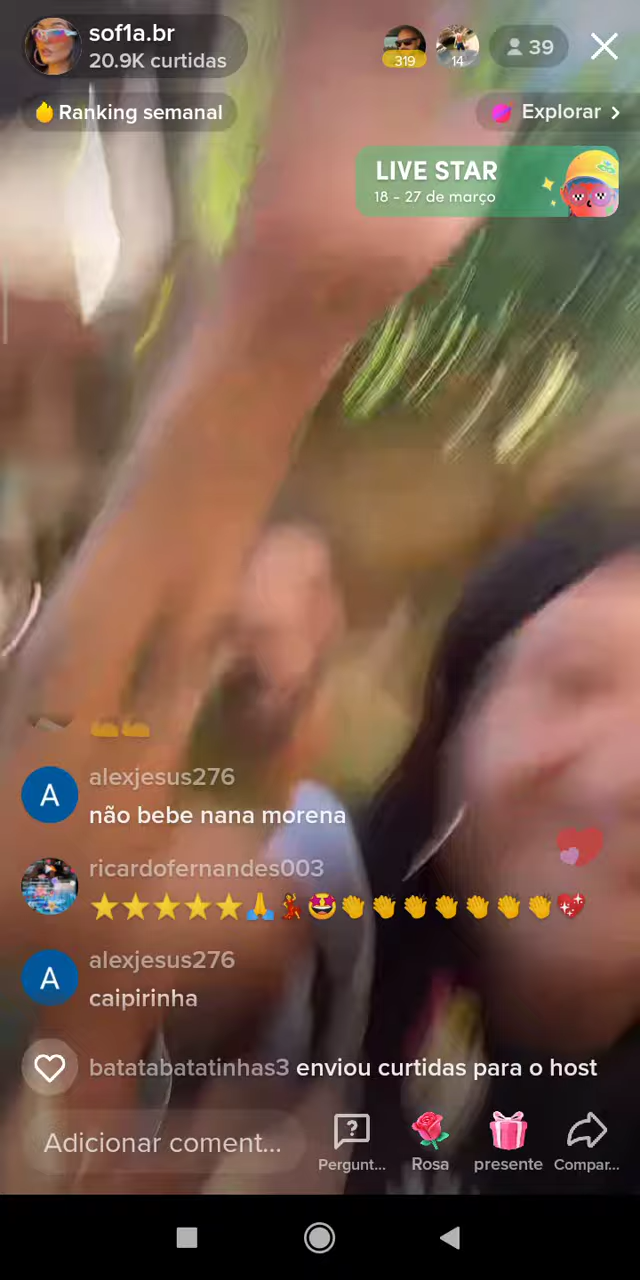 sof1a.br
20.9K curtidas
319
14
39
Ranking semanal
Explorar
LIVE STAR
18 - 27 de março
alexjesus276
não bebe nana morena
ricardofernandes003
alexjesus276
A
caipirinha
A
batatabatatinhas3 enviou curtidas para o host
Adicionar coment...
Pergunt...
Rosa
presente
Compar...